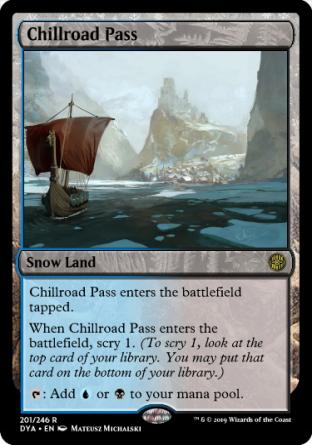 Chillroad Pass
Snow Land
Chillroad Pass enters the battlefield
tapped.
When Chillroad Pass enters the
battlefield, scry 1. (To scry 1, look at the
top card of your library. You may put that
card on the bottom of your library.)
: Add or to your mana pool.
201/246 R
DYA • EN Mateusz Michalski
™ & © 2019 Wizards of the Coast